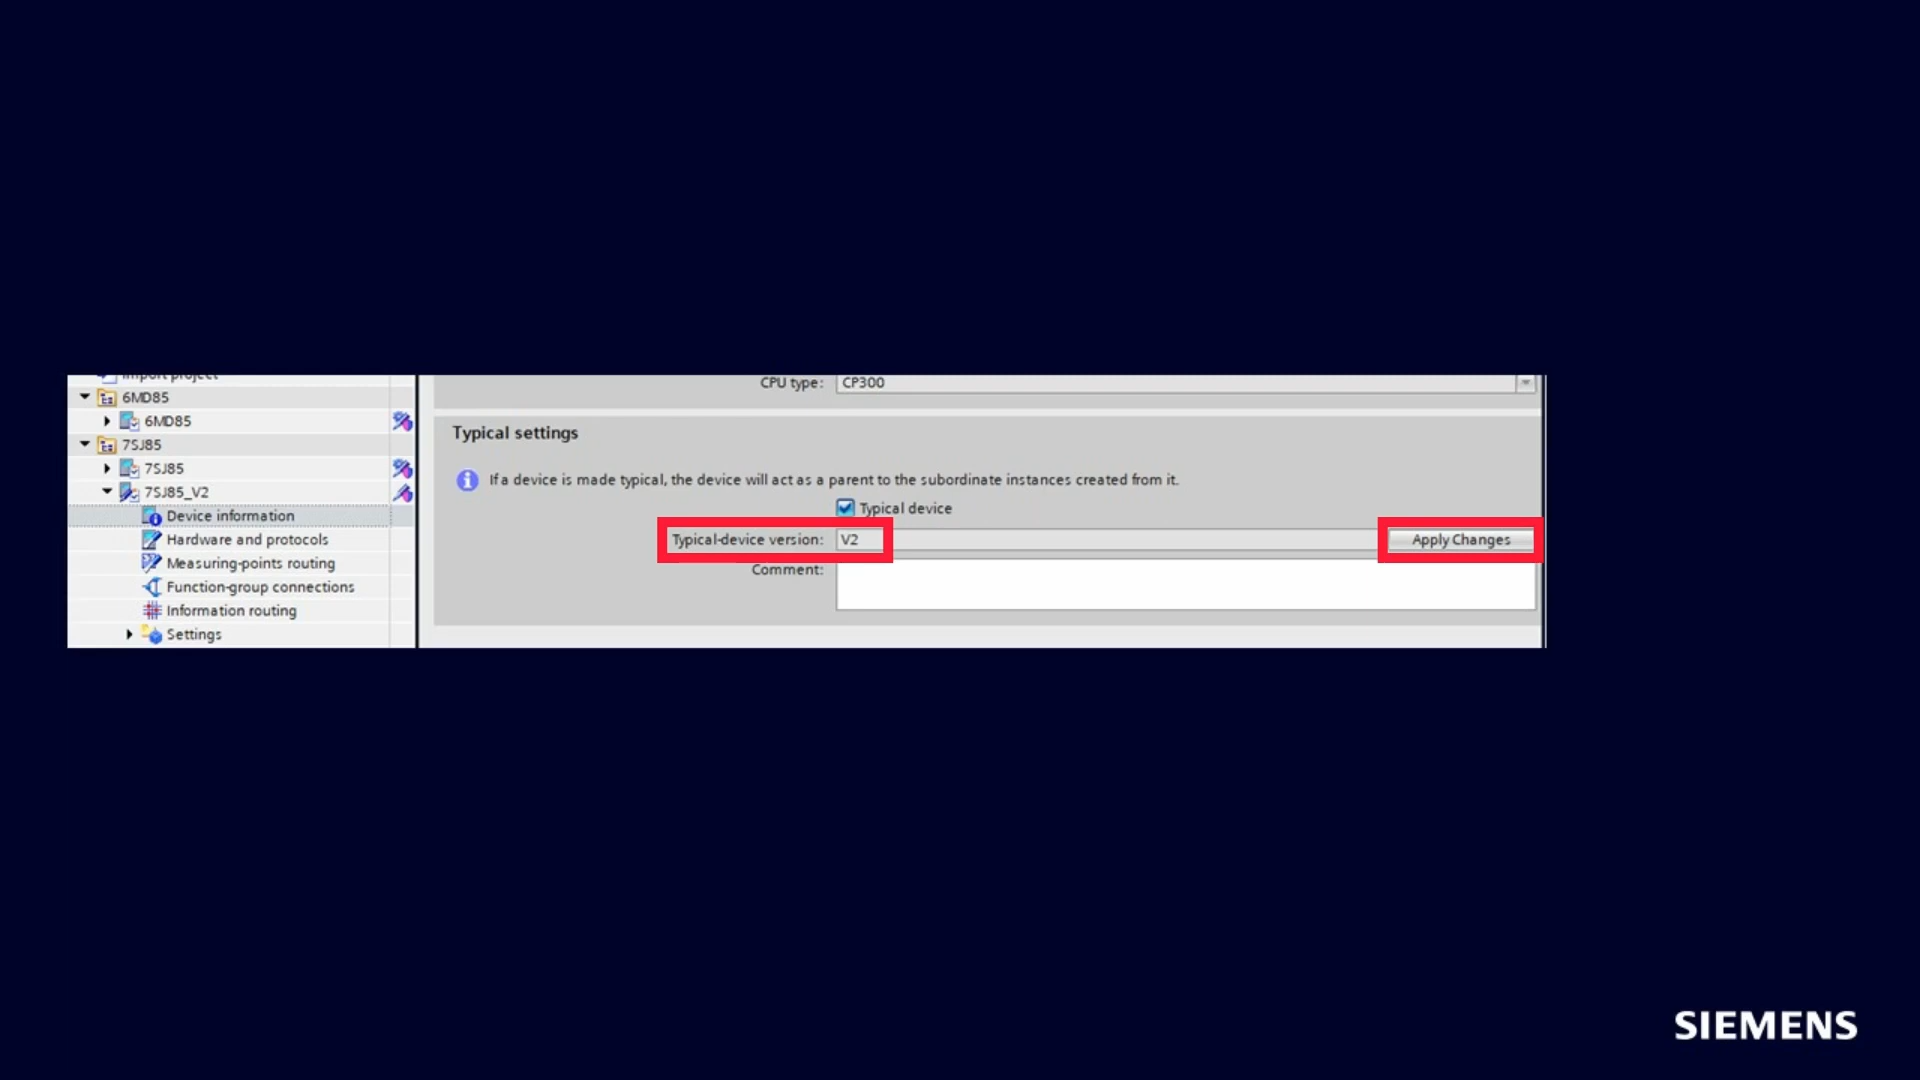 Import project
6MD85
6MD85
7SJ85
7SJ85
7SJ85_V2
Device information
Hardware and protocols
Measuring-points routing
Function-group connections
Information routing
Settings
CPU type: CP300
Typical settings
If a device is made typical, the device will act as a parent to the subordinate instances created from it.
Typical device
Typical-device version: V2 Apply Changes
Comment:
SIEMENS